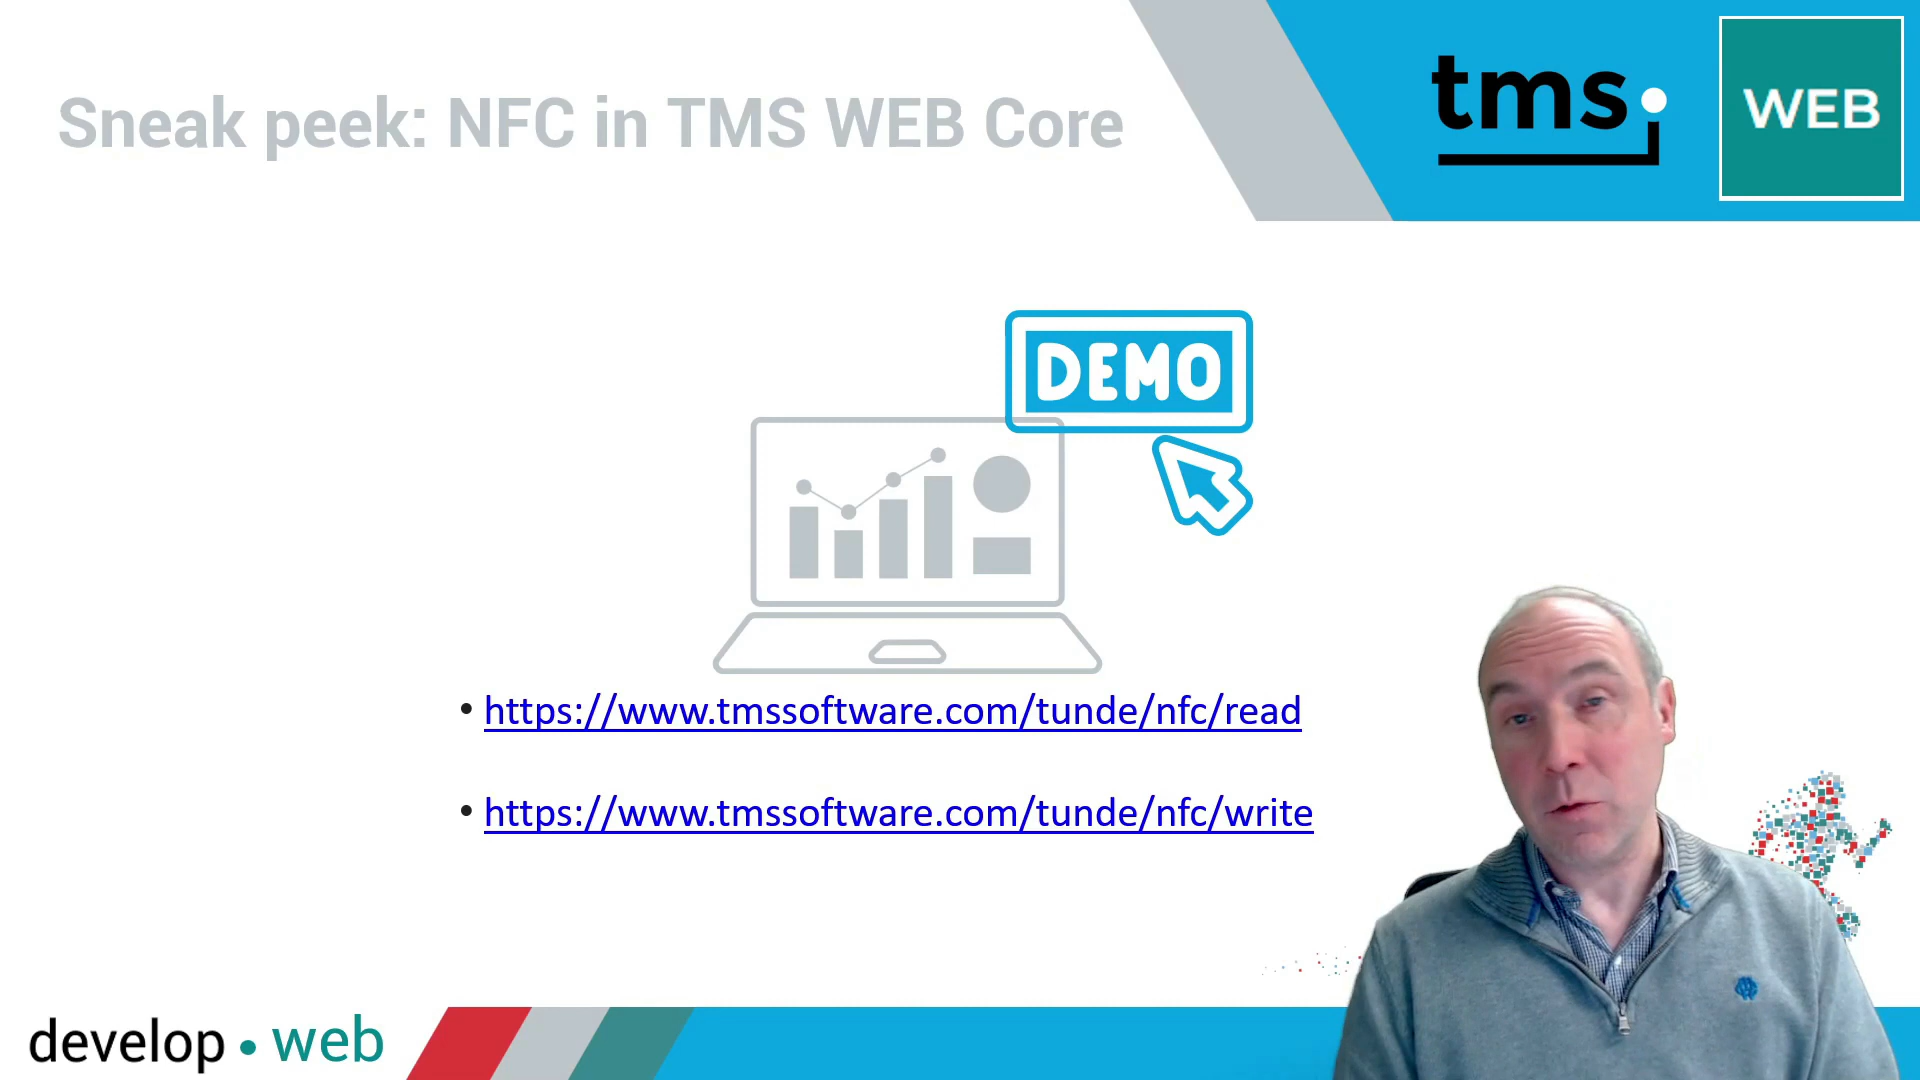 Sneak peek: NFC in TMS WEB Core
tms
WEB
DEMO
• https://www.tmssoftware.com/tunde/nfc/read
• https://www.tmssoftware.com/tunde/nfc/write
develop • web